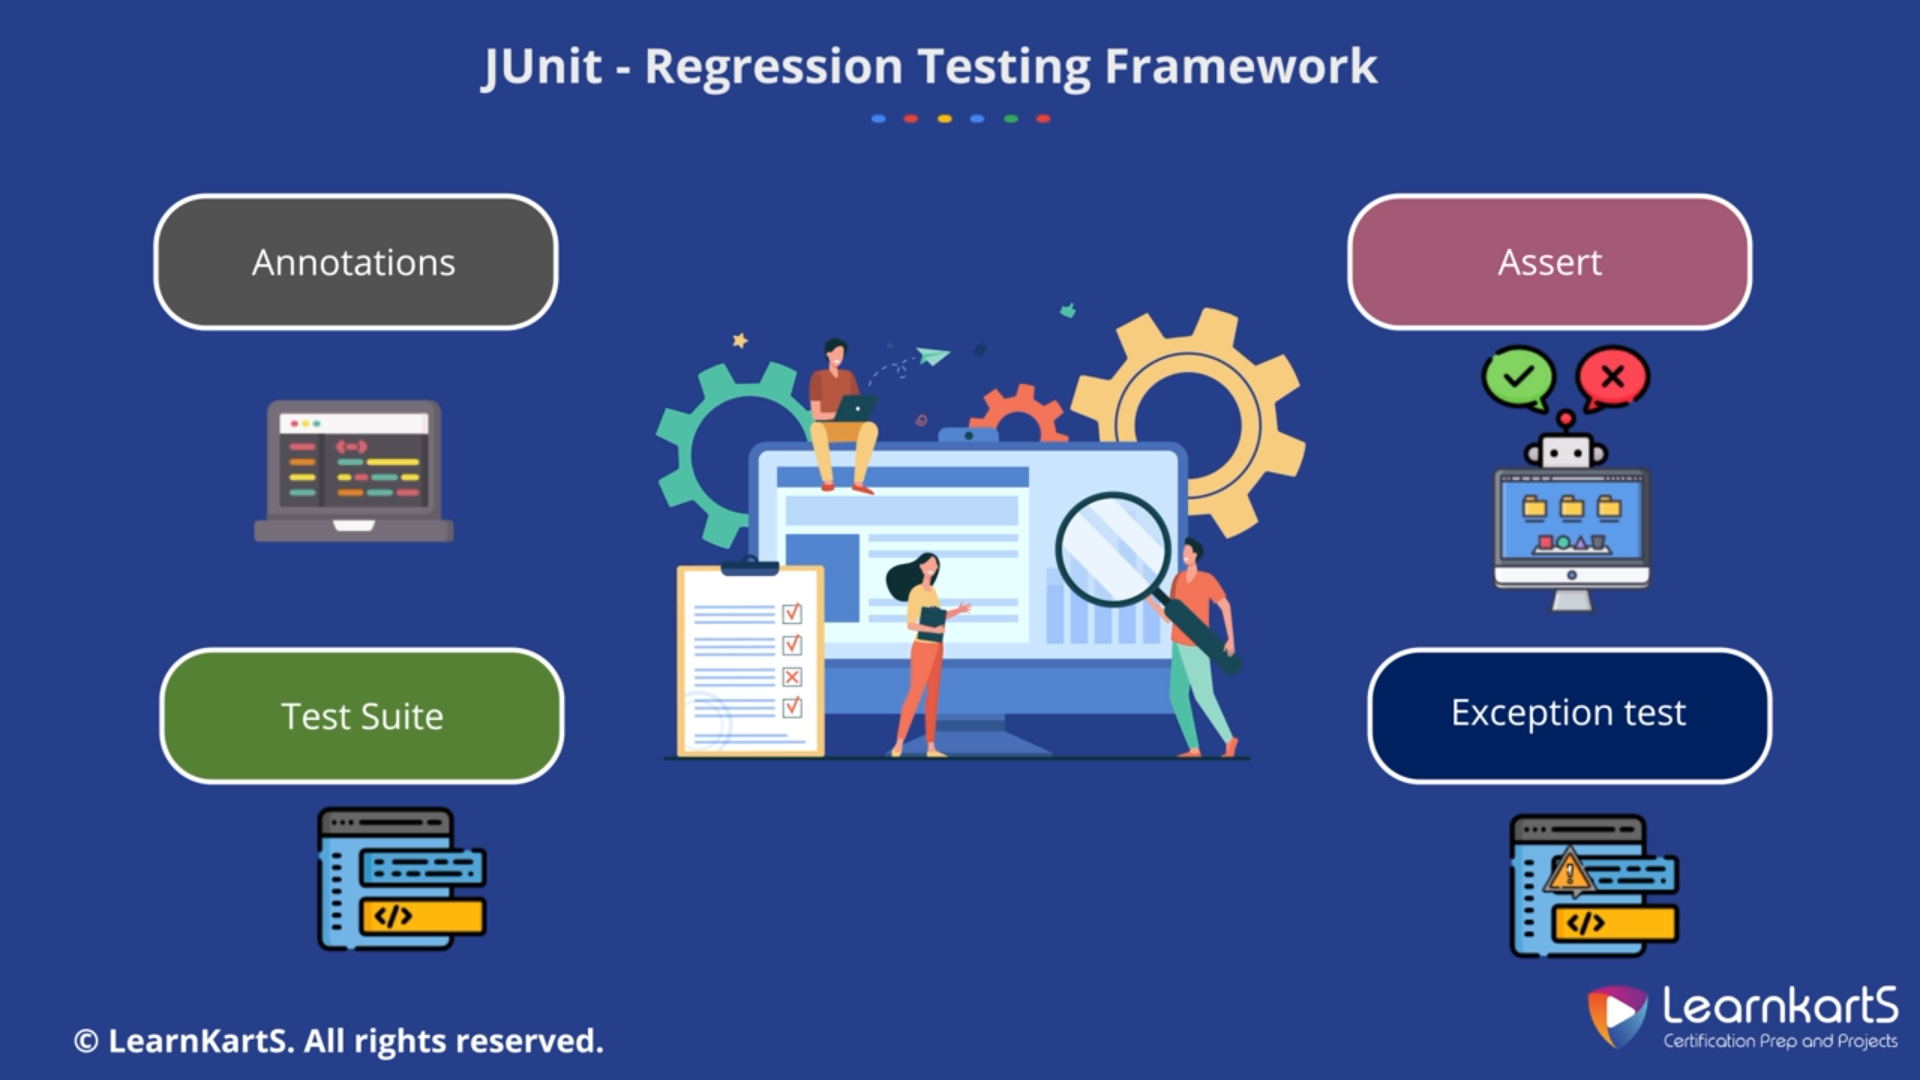 JUnit - Regression Testing Framework
Annotations
Assert
Test Suite
Exception test
</>
</>
© LearnKartS. All rights reserved.
LearnkartS
Certification Prep and Projects